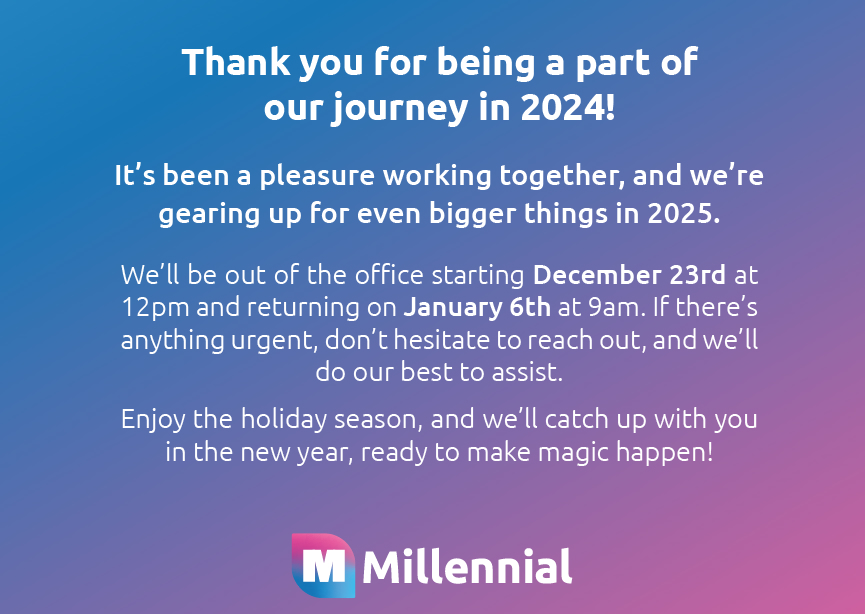 Thank you for being a part of
our journey in 2024!
It’s been a pleasure working together, and we’re
gearing up for even bigger things in 2025.
We’ll be out of the office starting December 23rd at
12pm and returning on January 6th at 9am. If there’s
anything urgent, don’t hesitate to reach out, and we’ll
do our best to assist.
Enjoy the holiday season, and we’ll catch up with you
in the new year, ready to make magic happen!
M Millennial